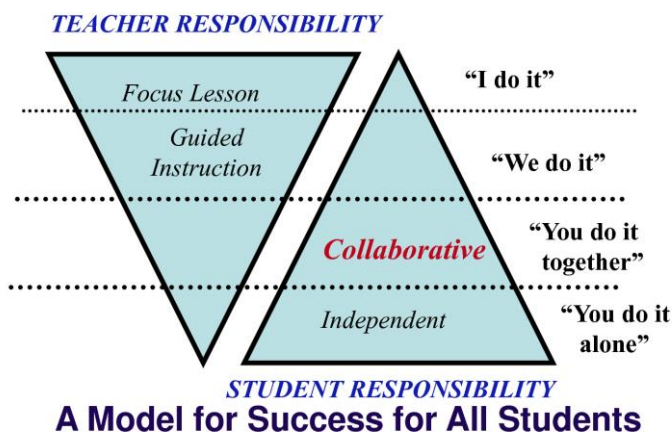 TEACHER RESPONSIBILITY
Focus Lesson
“I do it”
Guided
Instruction
“We do it”
Collaborative
“You do it
together”
Independent
“You do it
alone”
STUDENT RESPONSIBILITY
A Model for Success for All Students